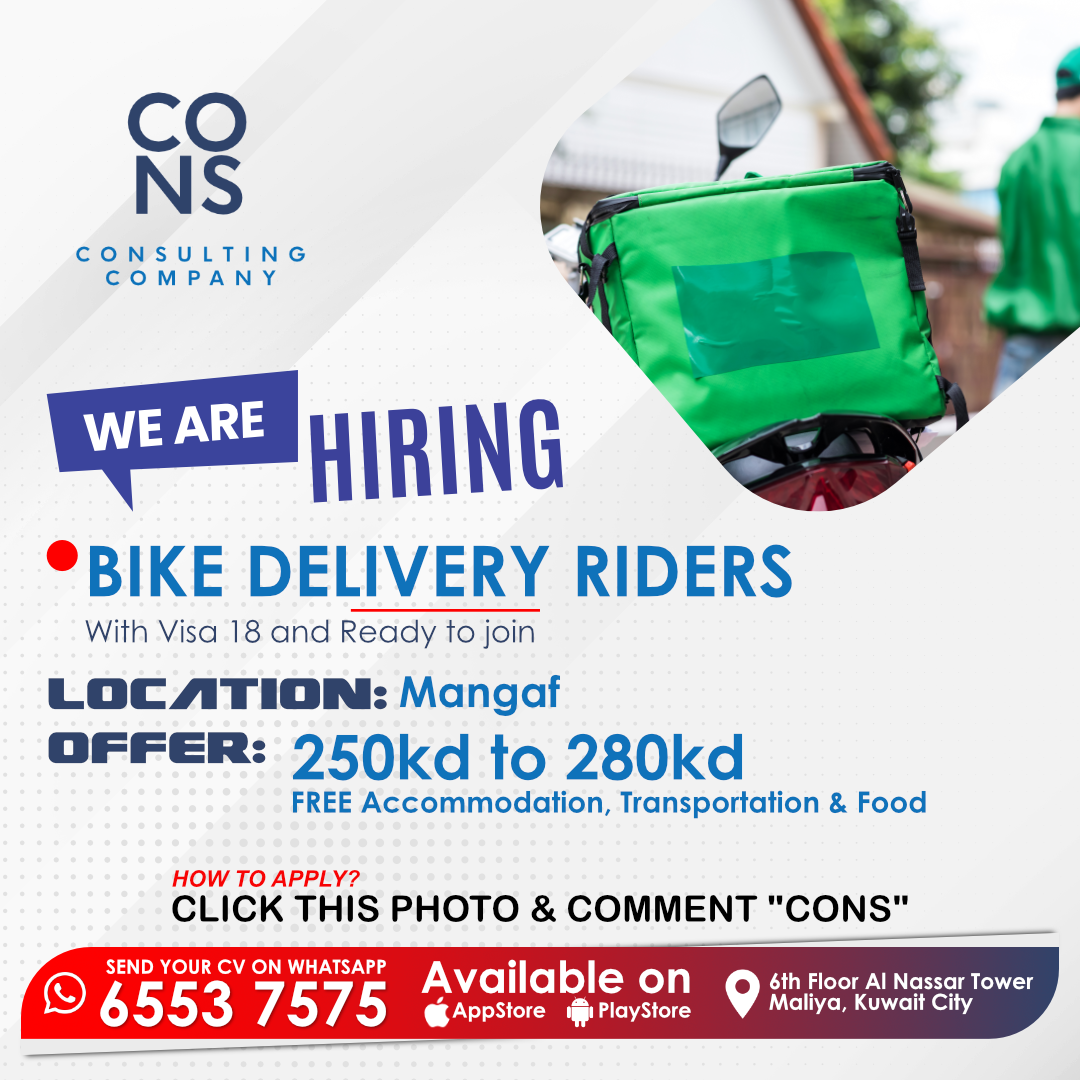 CO
NS
CONSULTING
COMPANY
WE ARE
HIRING
BIKE DELIVERY RIDERS
With Visa 18 and Ready to join
LOCATION: Mangaf
OFFER: 250kd to 280kd
FREE Accommodation, Transportation & Food
HOW TO APPLY?
CLICK THIS PHOTO & COMMENT "CONS"
SEND YOUR CV ON WHATSAPP
6553 7575
Available on
AppStore PlayStore
6th Floor Al Nassar Tower
Maliya, Kuwait City